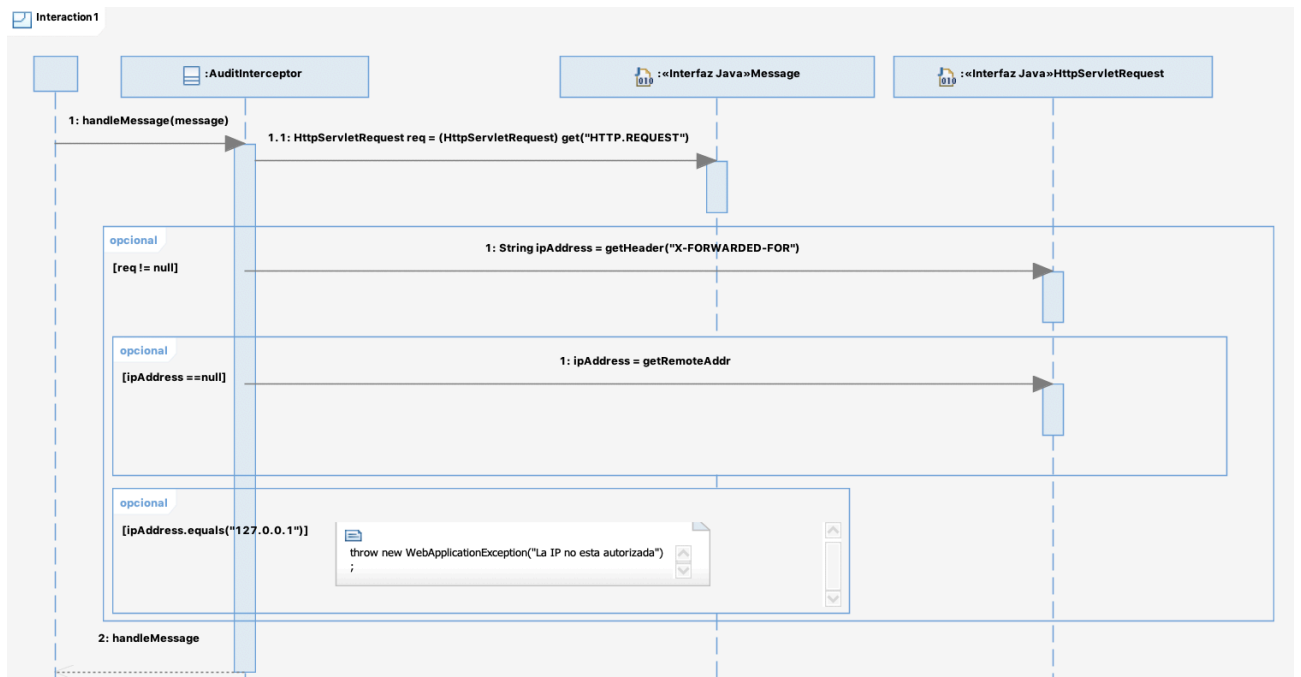 Interaction1
:AuditInterceptor
:«Interfaz Java»Message
:«Interfaz Java»HttpServletRequest
1: handleMessage(message)
1.1: HttpServletRequest req = (HttpServletRequest) get("HTTP.REQUEST")
opcional
1: String ipAddress = getHeader("X-FORWARDED-FOR")
[req != null]
opcional
1: ipAddress = getRemoteAddr
[ipAddress ==null]
opcional
[ipAddress.equals("127.0.0.1")]
throw new WebApplicationException("La IP no esta autorizada")
;
2: handleMessage